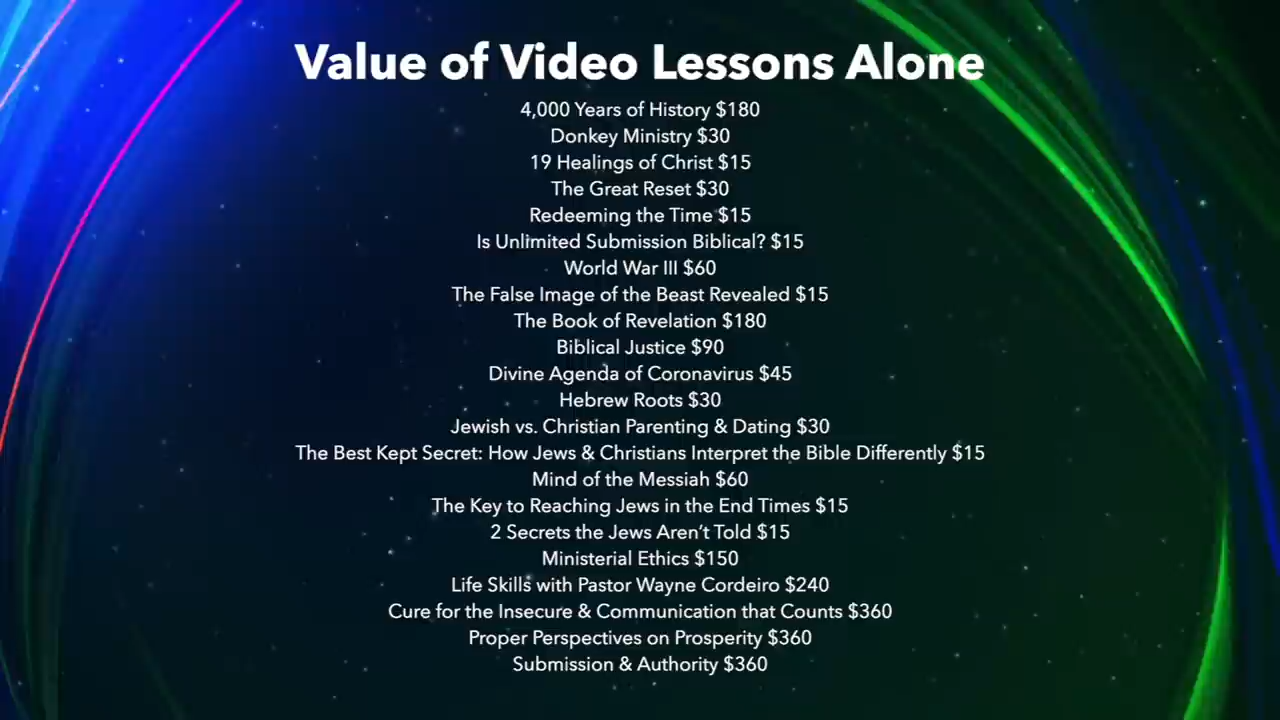 Value of Video Lessons Alone
4,000 Years of History $180
Donkey Ministry $30
19 Healings of Christ $15
The Great Reset $30
Redeeming the Time $15
Is Unlimited Submission Biblical? $15
World War III $60
The False Image of the Beast Revealed $15
The Book of Revelation $180
Biblical Justice $90
Divine Agenda of Coronavirus $45
Hebrew Roots $30
Jewish vs. Christian Parenting & Dating $30
The Best Kept Secret: How Jews & Christians Interpret the Bible Differently $15
Mind of the Messiah $60
The Key to Reaching Jews in the End Times $15
2 Secrets the Jews Aren’t Told $15
Ministerial Ethics $150
Life Skills with Pastor Wayne Cordeiro $240
Cure for the Insecure & Communication that Counts $360
Proper Perspectives on Prosperity $360
Submission & Authority $360